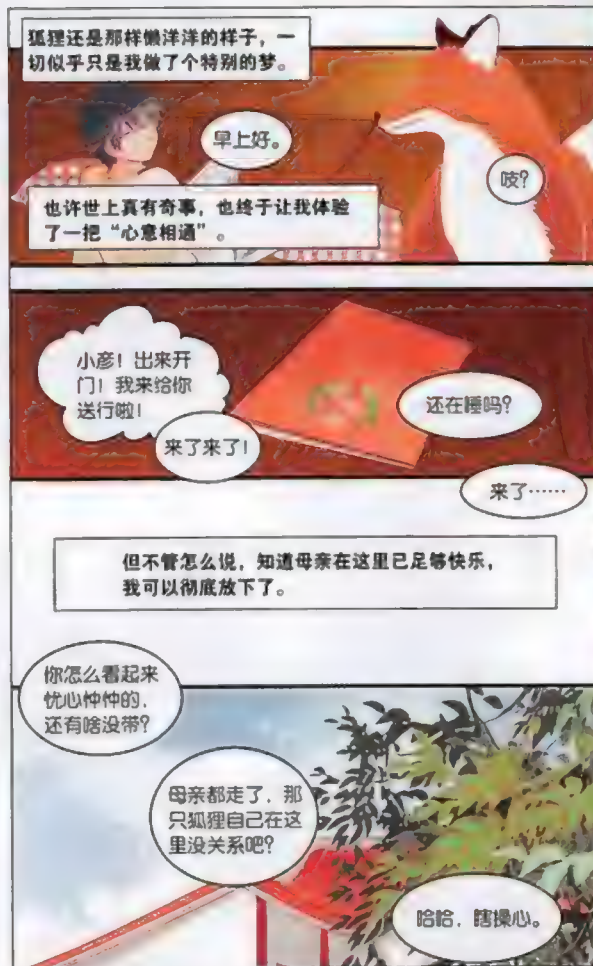 狐狸还是那样懒洋洋的样子，一
切似乎只是我做了个特别的梦。
早上好。
吱？
也许世上真有奇事，也终于让我体验
了一把“心意相通”。
小彦！出来开
门！我来给你
送行啦！
还在睡吗？
来了来了！
来了……
但不管怎么说，知道母亲在这里已足够快乐，
我可以彻底放下了。
你怎么看起来
忧心忡忡的，
还有啥没带？
母亲都走了，那
只狐狸自己在这
里没关系吧？
哈哈，瞎操心。